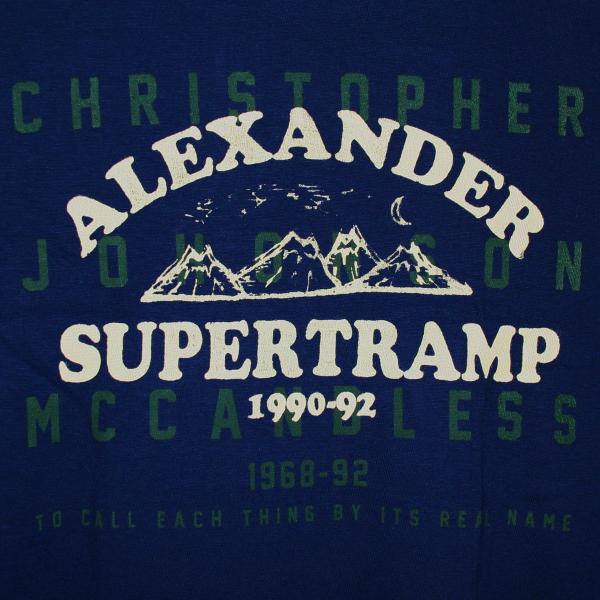 CHRISTOPHER
ALEXANDER
JOHNSON
SUPERTRAMP
1990-92
MCCANDLESS
1968-92
TO CALL EACH THING BY ITS REAL NAME